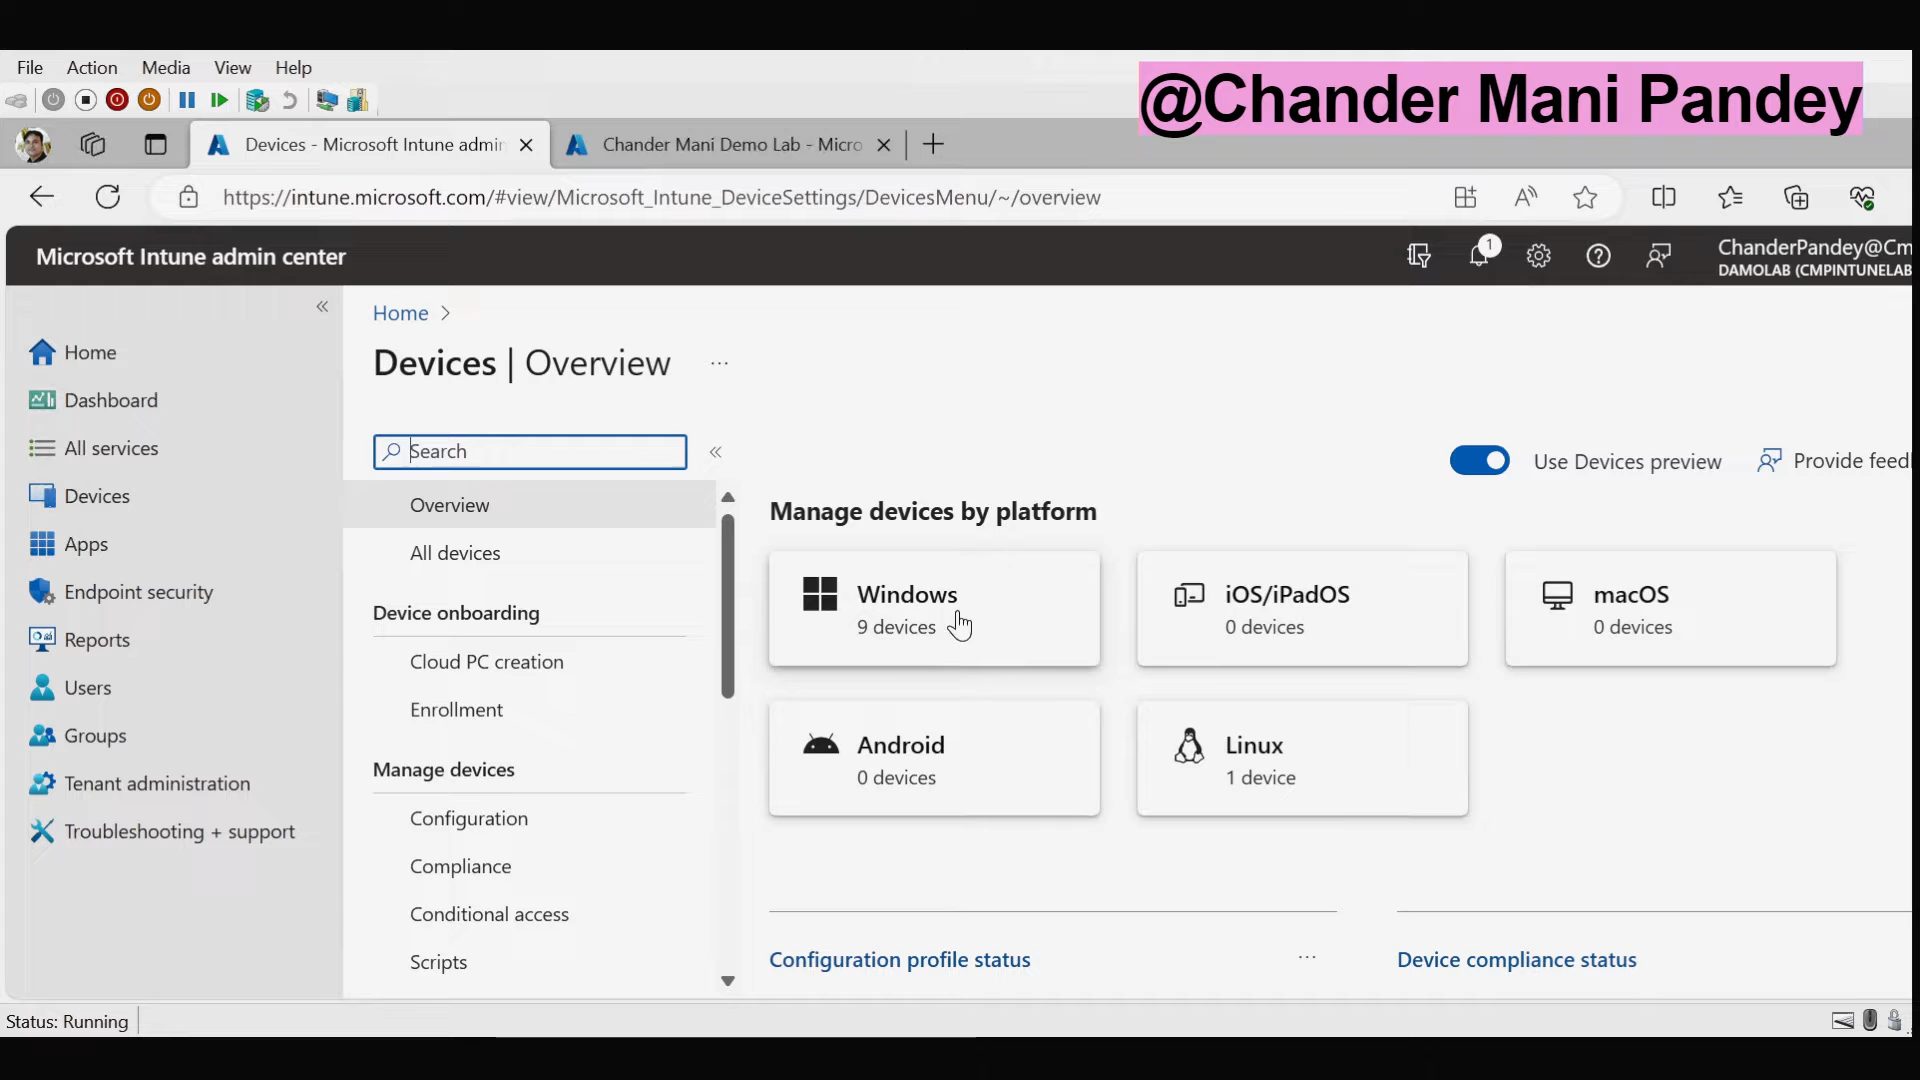 File Action Media View Help
@Chander Mani Pandey
Devices - Microsoft Intune admin
Chander Mani Demo Lab - Micro
https://intune.microsoft.com/#view/Microsoft_Intune_DeviceSettings/DevicesMenu/~/overview
Microsoft Intune admin center
1
ChanderPandey@Cm
DAMOLAB (CMPINTUNELAB
Home
Dashboard
All services
Devices
Apps
Endpoint security
Reports
Users
Groups
Tenant administration
Troubleshooting + support
Home >
Devices | Overview ...
Search
Overview
All devices
Device onboarding
Cloud PC creation
Enrollment
Manage devices
Configuration
Compliance
Conditional access
Scripts
Use Devices preview
Provide feed
Manage devices by platform
Windows
9 devices
iOS/iPadOS
0 devices
macOS
0 devices
Android
0 devices
Linux
1 device
Configuration profile status ...
Device compliance status
Status: Running